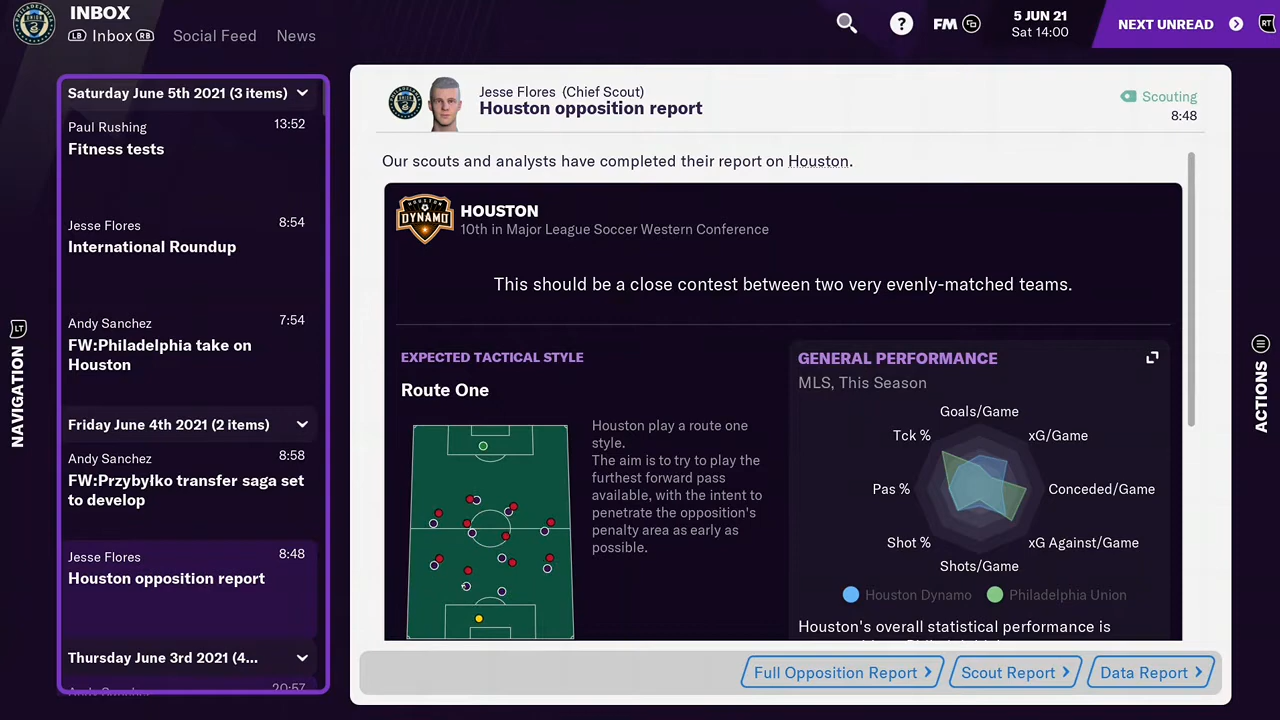 INBOX
LB Inbox RB
Social Feed
News
FM
5 JUN 21
Sat 14:00
NEXT UNREAD
RT
LT
NAVIGATION
ACTIONS
Saturday June 5th 2021 (3 items)
Paul Rushing 13:52
Fitness tests
Jesse Flores 8:54
International Roundup
Andy Sanchez 7:54
FW:Philadelphia take on
Houston
Friday June 4th 2021 (2 items)
Andy Sanchez 8:58
FW:Przybyłko transfer saga set
to develop
Jesse Flores 8:48
Houston opposition report
Thursday June 3rd 2021 (4...
Andy Sanchez 20:57
Jesse Flores (Chief Scout)
Houston opposition report
Scouting
8:48
Our scouts and analysts have completed their report on Houston.
HOUSTON
10th in Major League Soccer Western Conference
This should be a close contest between two very evenly-matched teams.
EXPECTED TACTICAL STYLE
Route One
Houston play a route one
style.
The aim is to try to play the
furthest forward pass
available, with the intent to
penetrate the opposition's
penalty area as early as
possible.
GENERAL PERFORMANCE
MLS, This Season
Goals/Game
Tck %
xG/Game
Pas %
Conceded/Game
Shot %
xG Against/Game
Shots/Game
Houston Dynamo
Philadelphia Union
Houston's overall statistical performance is
Full Opposition Report
Scout Report
Data Report